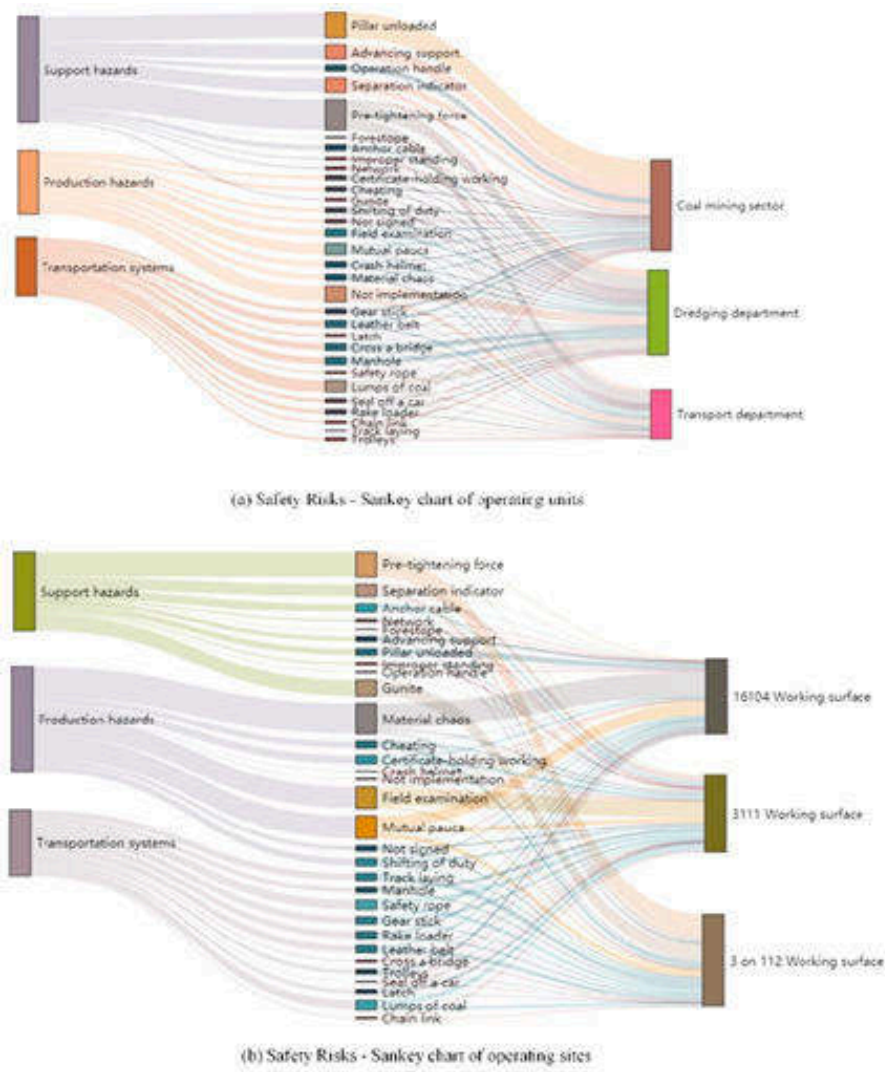 Pillar unloaded
Advancing support
Operation handle
Support hazards
Separation indicator
Pre-tightening force
Forestope
Anchor cable
Improper standing
Network
Certificate-holding working
Production hazards
Cheating
Gunite
Shifting of duty
Not signed
Field examination
Coal mining sector
Mutual pauca
Crash helmet
Transportation systems
Material chaos
Not implementation
Gear stick
Dredging department
Leather belt
Latch
Cross a bridge
Manhole
Safety rope
Lumps of coal
Seal off a car
Rake loader
Transport department
Chain link
Track laying
Trolleys
(a) Safety Risks - Sankey chart of operating units
Pre-tightening force
Support hazards
Separation indicator
Anchor cable
Network
Forestope
Advancing support
Pillar unloaded
Improper standing
Operation handle
Gunite
16104 Working surface
Production hazards
Material chaos
Cheating
Certificate-holding working
Crash helmet
Not implementation
Field examination
3111 Working surface
Mutual pauca
Transportation systems
Not signed
Shifting of duty
Track laying
Manhole
Safety rope
Gear stick
Rake loader
Leather belt
Cross a bridge
3 on 112 Working surface
Trolleys
Seal off a car
Latch
Lumps of coal
Chain link
(b) Safety Risks - Sankey chart of operating sites